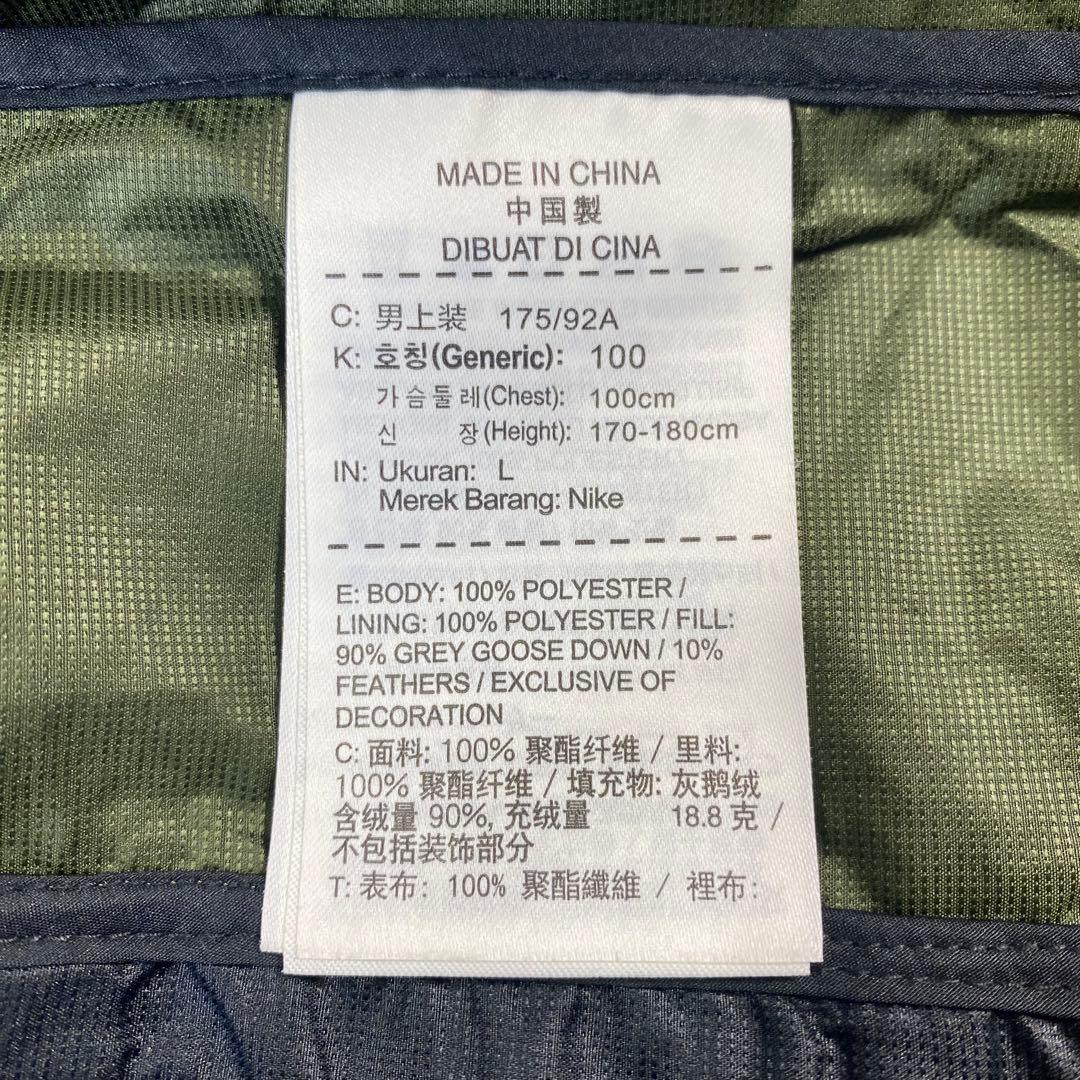 MADE IN CHINA
中国製
DIBUAT DI CINA
C: 男上装 175/92A
K: 호칭(Generic): 100
가슴둘레(Chest): 100cm
신 장(Height): 170-180cm
IN: Ukuran: L
Merek Barang: Nike
E: BODY: 100% POLYESTER /
LINING: 100% POLYESTER / FILL:
90% GREY GOOSE DOWN / 10%
FEATHERS / EXCLUSIVE OF
DECORATION
C: 面料: 100% 聚酯纤维 / 里料:
100% 聚酯纤维 / 填充物: 灰鹅绒
含绒量 90%, 充绒量 18.8 克 /
不包括装饰部分
T: 表布: 100% 聚酯纖維 / 裡布: